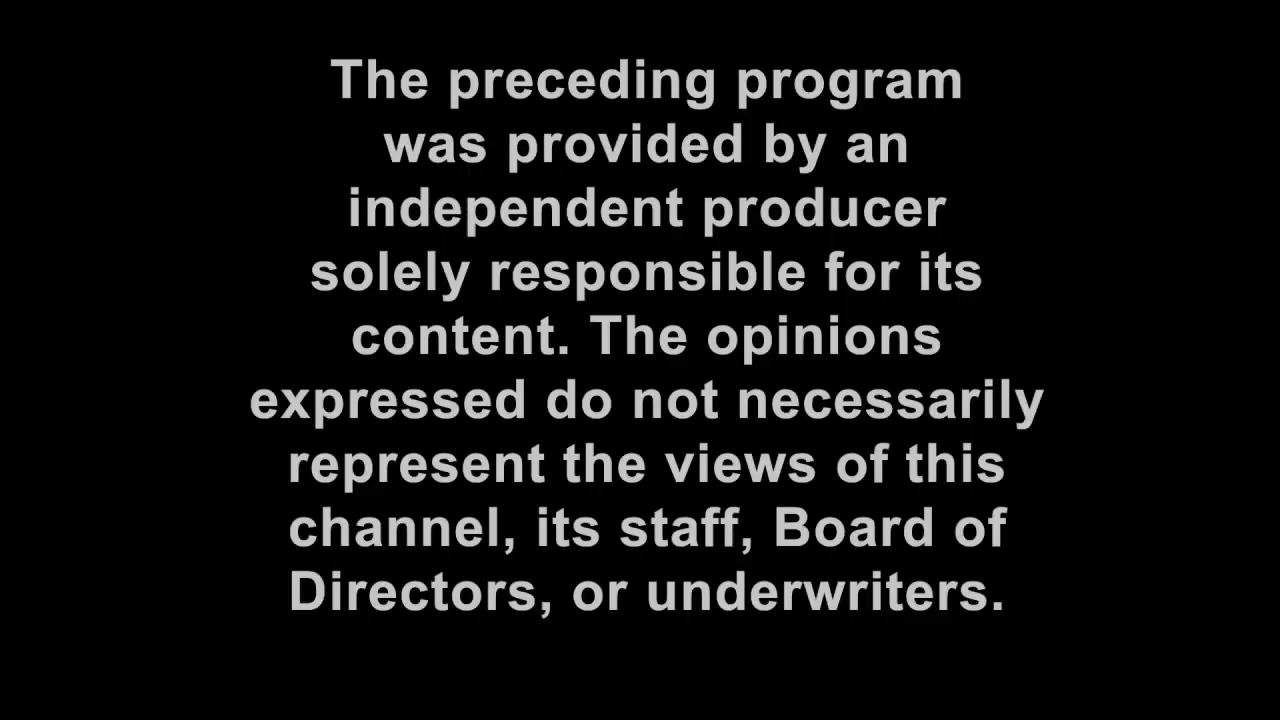 The preceding program
was provided by an
independent producer
solely responsible for its
content. The opinions
expressed do not necessarily
represent the views of this
channel, its staff, Board of
Directors, or underwriters.